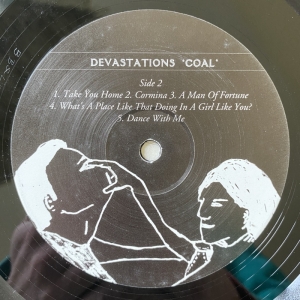 DEVASTATIONS 'COAL'
Side 2
1. Take You Home 2. Cormina 3. A Man Of Fortune
4. What's A Place Like That Doing In A Girl Like You?
5. Dance With Me